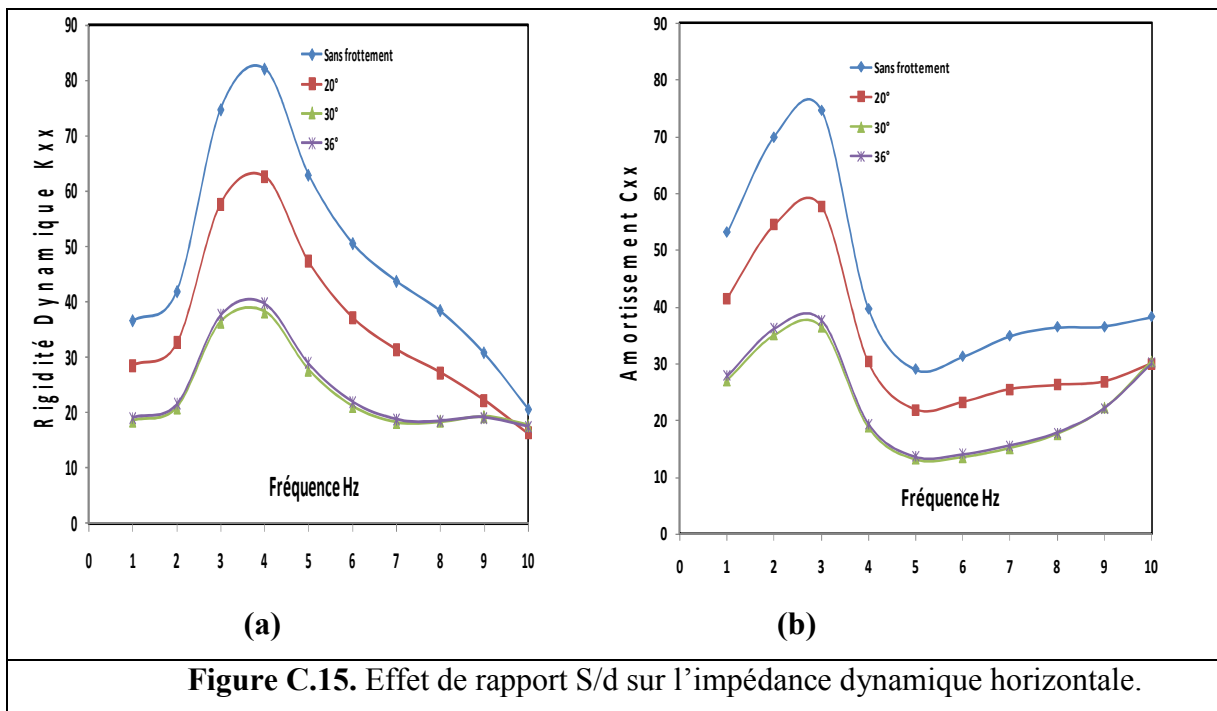 Rigidité Dynamique Kxx
90
80
70
60
50
40
30
20
10
0
Sans frottement
20°
30°
36°
Fréquence Hz
0 1 2 3 4 5 6 7 8 9 10
(a)
Amortissement Cxx
90
80
70
60
50
40
30
20
10
0
Sans frottement
20°
30°
36°
Fréquence Hz
0 1 2 3 4 5 6 7 8 9 10
(b)
Figure C.15. Effet de rapport S/d sur l’impédance dynamique horizontale.